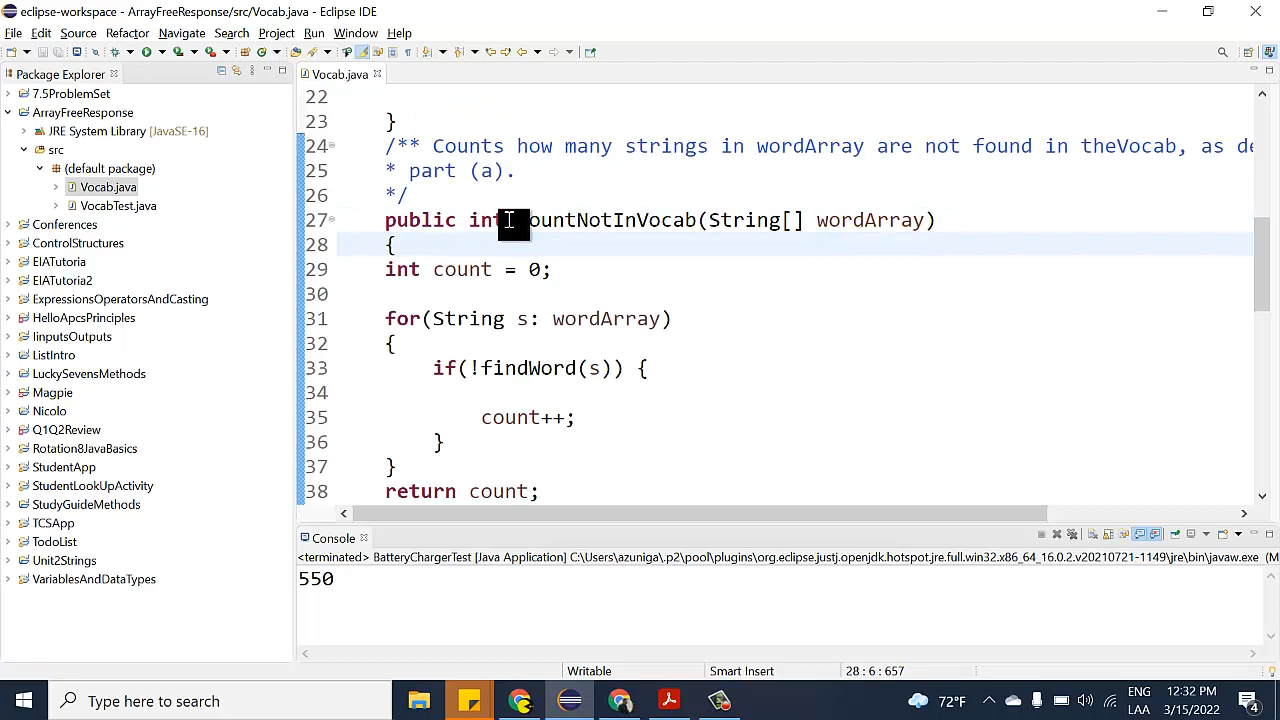 eclipse-workspace - ArrayFreeResponse/src/Vocab.java - Eclipse IDE
File Edit Source Refactor Navigate Search Project Run Window Help
Package Explorer
Vocab.java
7.5ProblemSet
ArrayFreeResponse
JRE System Library [JavaSE-16]
src
(default package)
Vocab.java
VocabTest.java
Conferences
ControlStructures
EIATutoria
EIATutoria2
ExpressionsOperatorsAndCasting
HelloApcsPrinciples
IinputsOutputs
ListIntro
LuckySevensMethods
Magpie
Nicolo
Q1Q2Review
Rotation8JavaBasics
StudentApp
StudentLookUpActivity
StudyGuideMethods
TCSApp
TodoList
Unit2Strings
VariablesAndDataTypes
22
23 }
24 /** Counts how many strings in wordArray are not found in theVocab, as de
25 * part (a).
26 */
27 public int ountNotInVocab(String[] wordArray)
28 {
29 int count = 0;
30
31 for(String s: wordArray)
32 {
33 if(!findWord(s)) {
34
35 count++;
36 }
37 }
38 return count;
Console
<terminated> BatteryChargerTest [Java Application] C:\Users\azuniga\.p2\pool\plugins\org.eclipse.justj.openjdk.hotspot.jre.full.win32.x86_64_16.0.2.v20210721-1149\jre\bin\javaw.exe (M
550
Writable Smart Insert 28 : 6 : 657
Type here to search
72°F ENG LAA 12:32 PM 3/15/2022 4